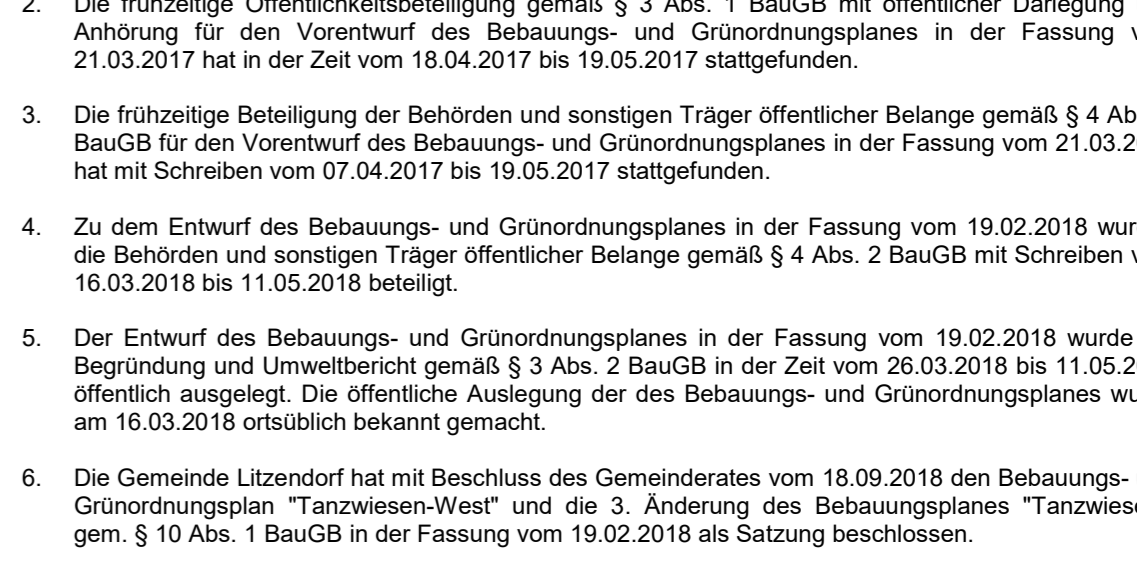 2. Die frühzeitige Öffentlichkeitsbeteiligung gemäß § 3 Abs. 1 BauGB mit öffentlicher Darlegung
Anhörung für den Vorentwurf des Bebauungs- und Grünordnungsplanes in der Fassung
21.03.2017 hat in der Zeit vom 18.04.2017 bis 19.05.2017 stattgefunden.
3. Die frühzeitige Beteiligung der Behörden und sonstigen Träger öffentlicher Belange gemäß § 4 Ab
BauGB für den Vorentwurf des Bebauungs- und Grünordnungsplanes in der Fassung vom 21.03.2
hat mit Schreiben vom 07.04.2017 bis 19.05.2017 stattgefunden.
4. Zu dem Entwurf des Bebauungs- und Grünordnungsplanes in der Fassung vom 19.02.2018 wur
die Behörden und sonstigen Träger öffentlicher Belange gemäß § 4 Abs. 2 BauGB mit Schreiben
16.03.2018 bis 11.05.2018 beteiligt.
5. Der Entwurf des Bebauungs- und Grünordnungsplanes in der Fassung vom 19.02.2018 wurde
Begründung und Umweltbericht gemäß § 3 Abs. 2 BauGB in der Zeit vom 26.03.2018 bis 11.05.2
öffentlich ausgelegt. Die öffentliche Auslegung der des Bebauungs- und Grünordnungsplanes wu
am 16.03.2018 ortsüblich bekannt gemacht.
6. Die Gemeinde Litzendorf hat mit Beschluss des Gemeinderates vom 18.09.2018 den Bebauungs-
Grünordnungsplan "Tanzwiesen-West" und die 3. Änderung des Bebauungsplanes "Tanzwies
gem. § 10 Abs. 1 BauGB in der Fassung vom 19.02.2018 als Satzung beschlossen.